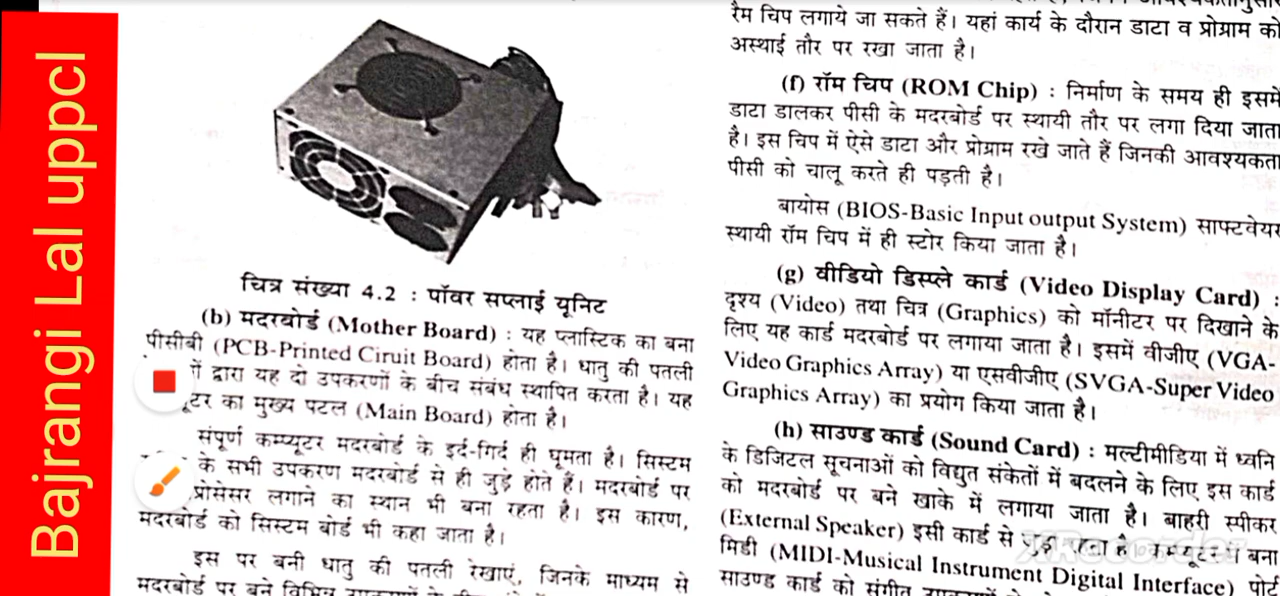 Bajrangi Lal uppcl
चित्र संख्या 4.2 : पॉवर सप्लाई यूनिट
(b) मदरबोर्ड (Mother Board) : यह प्लास्टिक का बना
पीसीबी (PCB-Printed Ciruit Board) होता है। धातु की पतली
द्वारा यह दो उपकरणों के बीच संबंध स्थापित करता है। यह
का मुख्य पटल (Main Board) होता है।
संपूर्ण कम्प्यूटर मदरबोर्ड के इर्द-गिर्द ही घूमता है। सिस्टम
के सभी उपकरण मदरबोर्ड से ही जुड़े होते हैं। मदरबोर्ड पर
प्रोसेसर लगाने का स्थान भी बना रहता है। इस कारण,
मदरबोर्ड को सिस्टम बोर्ड भी कहा जाता है।
इस पर बनी धातु की पतली रेखाएं, जिनके माध्यम से
मदरबोर्ड पर बने विभिन्न
रैम चिप लगाये जा सकते हैं। यहां कार्य के दौरान डाटा व प्रोग्राम को
अस्थाई तौर पर रखा जाता है।
(f) रॉम चिप (ROM Chip) : निर्माण के समय ही इसमें
डाटा डालकर पीसी के मदरबोर्ड पर स्थायी तौर पर लगा दिया जाता
है। इस चिप में ऐसे डाटा और प्रोग्राम रखे जाते हैं जिनकी आवश्यकता
पीसी को चालू करते ही पड़ती है।
बायोस (BIOS-Basic Input output System) साफ्टवेयर
स्थायी रॉम चिप में ही स्टोर किया जाता है।
(g) वीडियो डिस्प्ले कार्ड (Video Display Card) :
दृश्य (Video) तथा चित्र (Graphics) को मॉनीटर पर दिखाने के
लिए यह कार्ड मदरबोर्ड पर लगाया जाता है। इसमें वीजीए (VGA-
Video Graphics Array) या एसवीजीए (SVGA-Super Video
Graphics Array) का प्रयोग किया जाता है।
(h) साउण्ड कार्ड (Sound Card) : मल्टीमीडिया में ध्वनि
के डिजिटल सूचनाओं को विद्युत संकेतों में बदलने के लिए इस कार्ड
को मदरबोर्ड पर बने खाके में लगाया जाता है। बाहरी स्पीकर
(External Speaker) इसी कार्ड से जुड़ा रहता है। कम्प्यूटर में बना
मिडी (MIDI-Musical Instrument Digital Interface) पोर्ट
साउण्ड कार्ड को संगीत
XRecorder